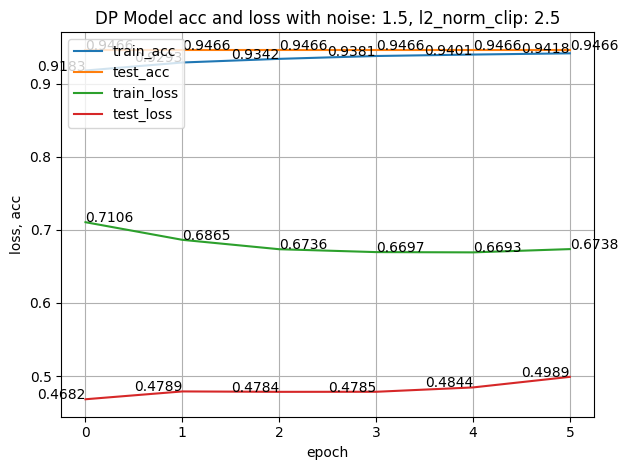 DP Model acc and loss with noise: 1.5, l2_norm_clip: 2.5
0.9466 0.9466 0.9466 0.9466 0.9466 0.9466
0.9183 0.9293 0.9342 0.9381 0.9401 0.9418
train_acc
test_acc
train_loss
test_loss
0.7106 0.6865 0.6736 0.6697 0.6693 0.6738
0.4682 0.4789 0.4784 0.4785 0.4844 0.4989
loss, acc
0.9
0.8
0.7
0.6
0.5
0 1 2 3 4 5
epoch